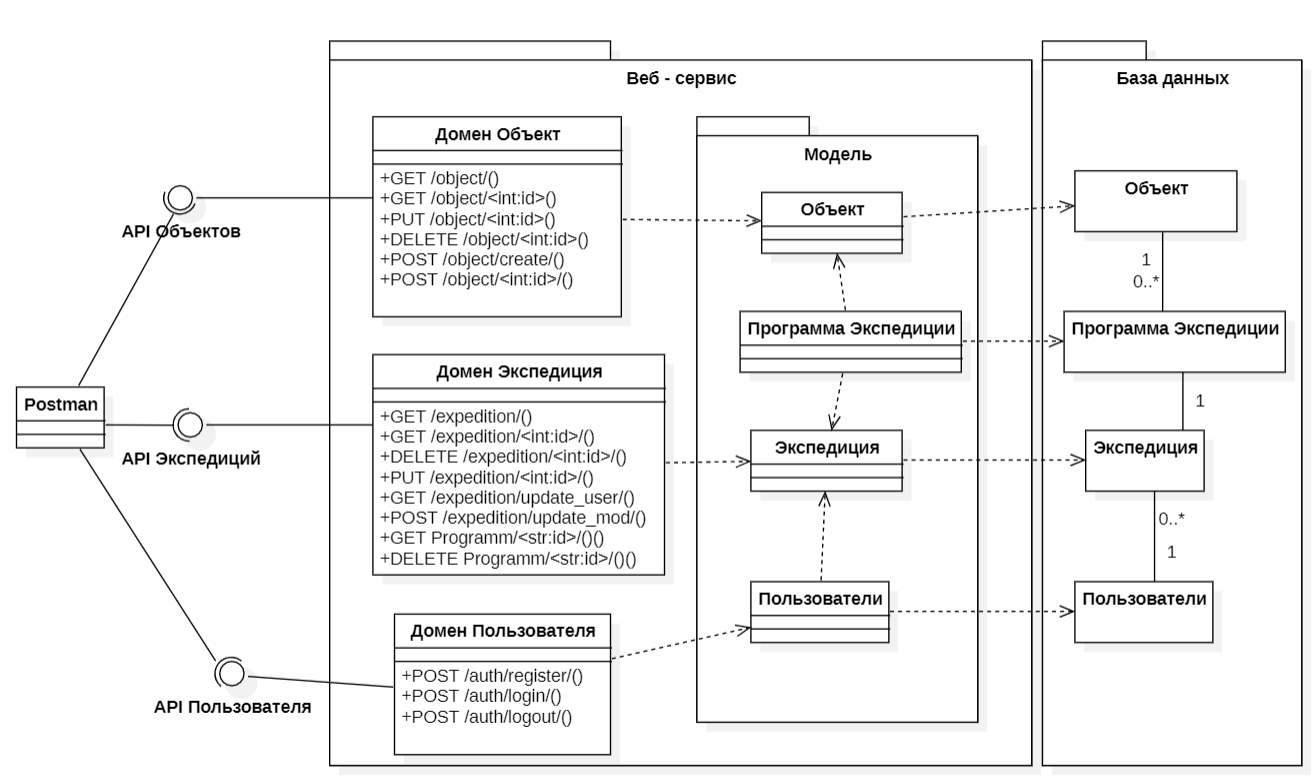 Веб - сервис
База данных
Домен Объект
+GET /object/()
+GET /object/<int:id>()
+PUT /object/<int:id>()
+DELETE /object/<int:id>()
+POST /object/create/()
+POST /object/<int:id>/()
Модель
Объект
Объект
API Объектов
1
0..*
Программа Экспедиции
Программа Экспедиции
Домен Экспедиция
+GET /expedition/()
+GET /expedition/<int:id>/()
+DELETE /expedition/<int:id>/()
+PUT /expedition/<int:id>/()
+GET /expedition/update_user/()
+POST /expedition/update_mod/()
+GET Programm/<str:id>/()()
+DELETE Programm/<str:id>/()()
Postman
1
API Экспедиций
Экспедиция
Экспедиция
0..*
1
Пользователи
Пользователи
Домен Пользователя
+POST /auth/register/()
+POST /auth/login/()
+POST /auth/logout/()
API Пользователя